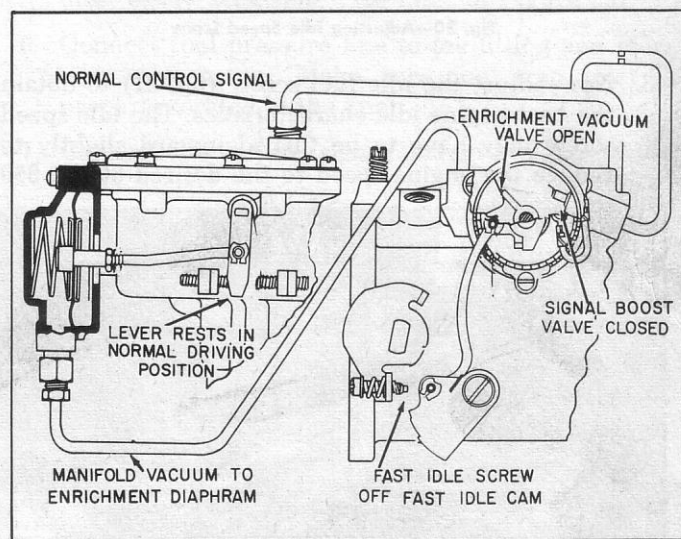 NORMAL CONTROL SIGNAL
ENRICHMENT VACUUM
VALVE OPEN
LEVER RESTS IN
NORMAL DRIVING
POSITION
SIGNAL BOOST
VALVE CLOSED
MANIFOLD VACUUM TO
ENRICHMENT DIAPHRAM
FAST IDLE SCREW
OFF FAST IDLE CAM